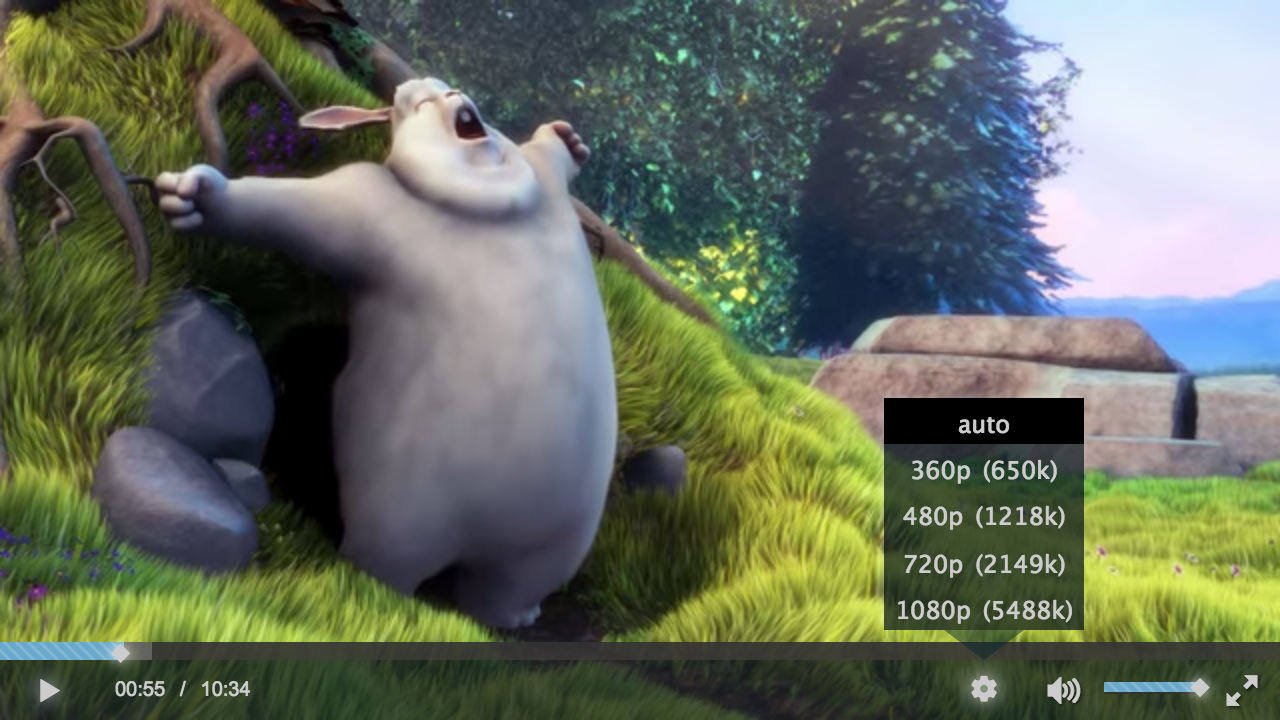 auto
360p (650k)
480p (1218k)
720p (2149k)
1080p (5488k)
00:55 / 10:34